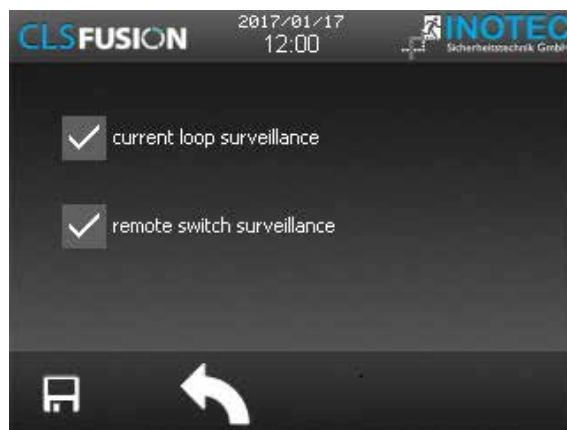 CLSFUSION
2017/01/17
12:00
INOTEC
Sicherheitstechnik GmbH
current loop surveillance
remote switch surveillance